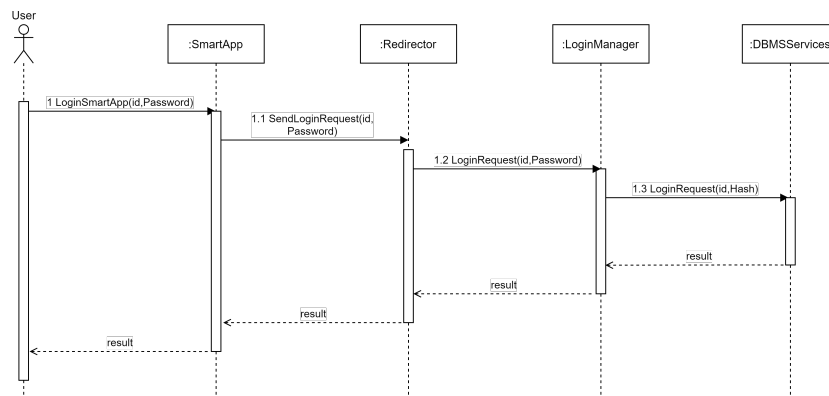 User
:SmartApp
:Redirector
:LoginManager
:DBMSServices
1 LoginSmartApp(id,Password)
1.1 SendLoginRequest(id,
Password)
1.2 LoginRequest(id,Password)
1.3 LoginRequest(id,Hash)
result
result
result
result